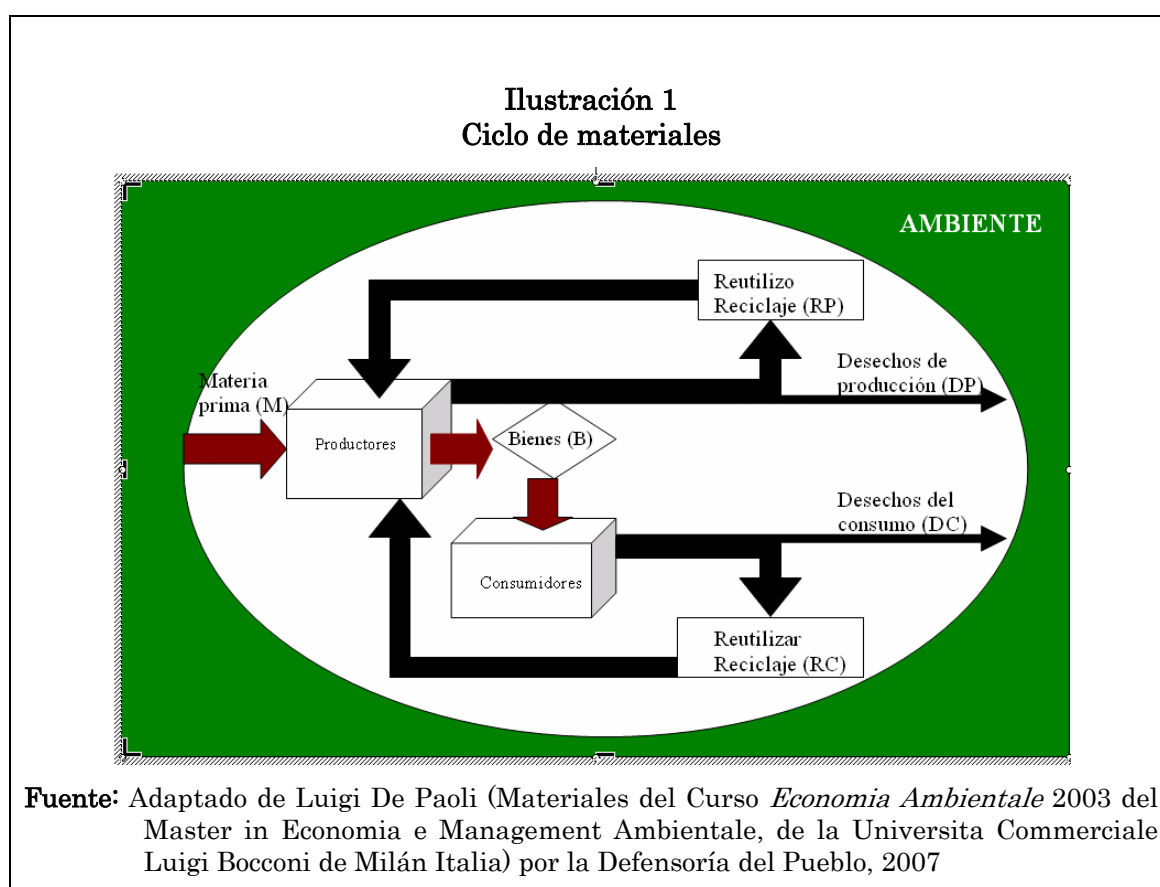 Ilustración 1
Ciclo de materiales
AMBIENTE
Reutilizo
Reciclaje (RP)
Desechos de
producción (DP)
Materia
prima (M)
Productores
Bienes (B)
Desechos del
consumo (DC)
Consumidores
Reutilizar
Reciclaje (RC)
Fuente: Adaptado de Luigi De Paoli (Materiales del Curso Economia Ambientale 2003 del
Master in Economia e Management Ambientale, de la Universita Commerciale
Luigi Bocconi de Milán Italia) por la Defensoría del Pueblo, 2007